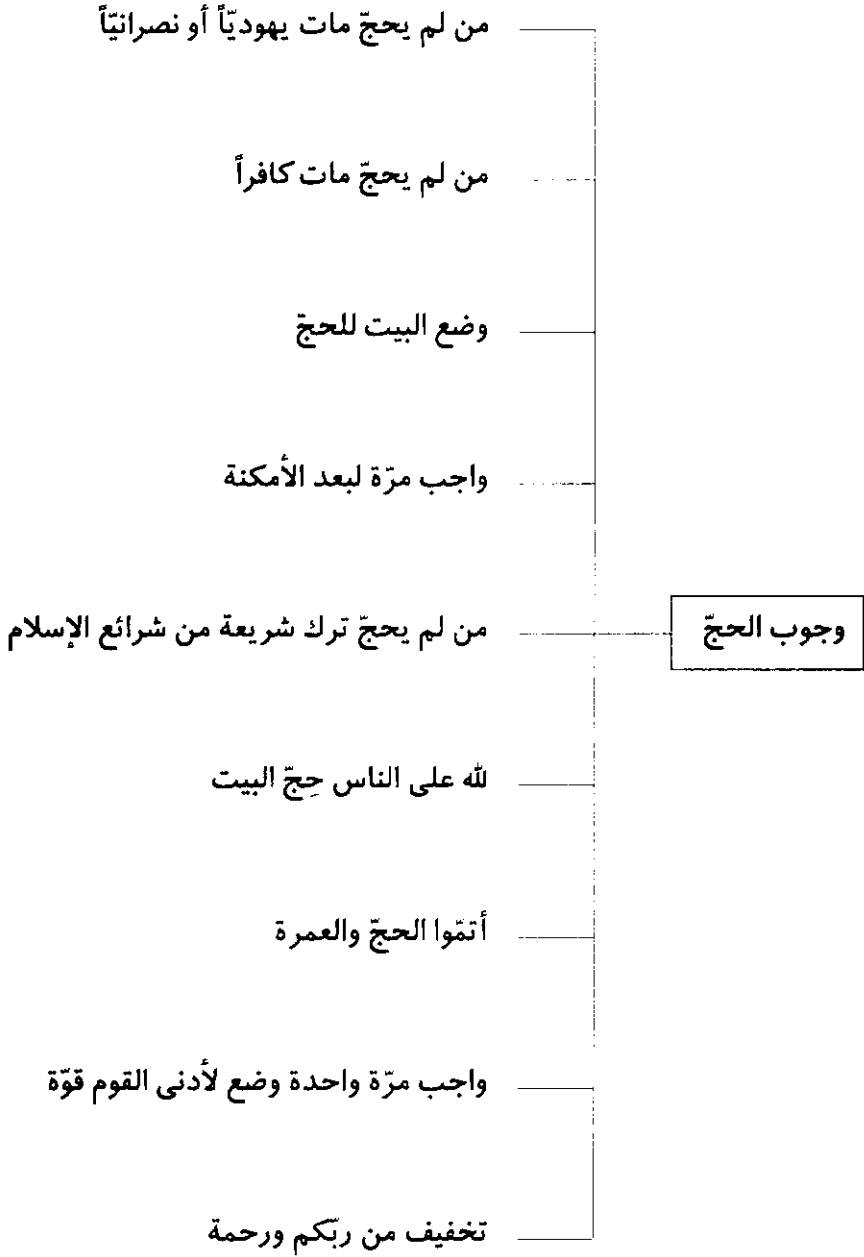 من لم يحجّ مات يهوديّاً أو نصرانيّاً
من لم يحجّ مات كافراً
وضع البيت للحجّ
واجب مرّة لبعد الأمكنة
وجوب الحجّ
من لم يحجّ ترك شريعة من شرائع الإسلام
لله على الناس حِجّ البيت
أتمّوا الحجّ والعمرة
واجب مرّة واحدة وضع لأدنى القوم قوّة
تخفيف من ربّكم ورحمة